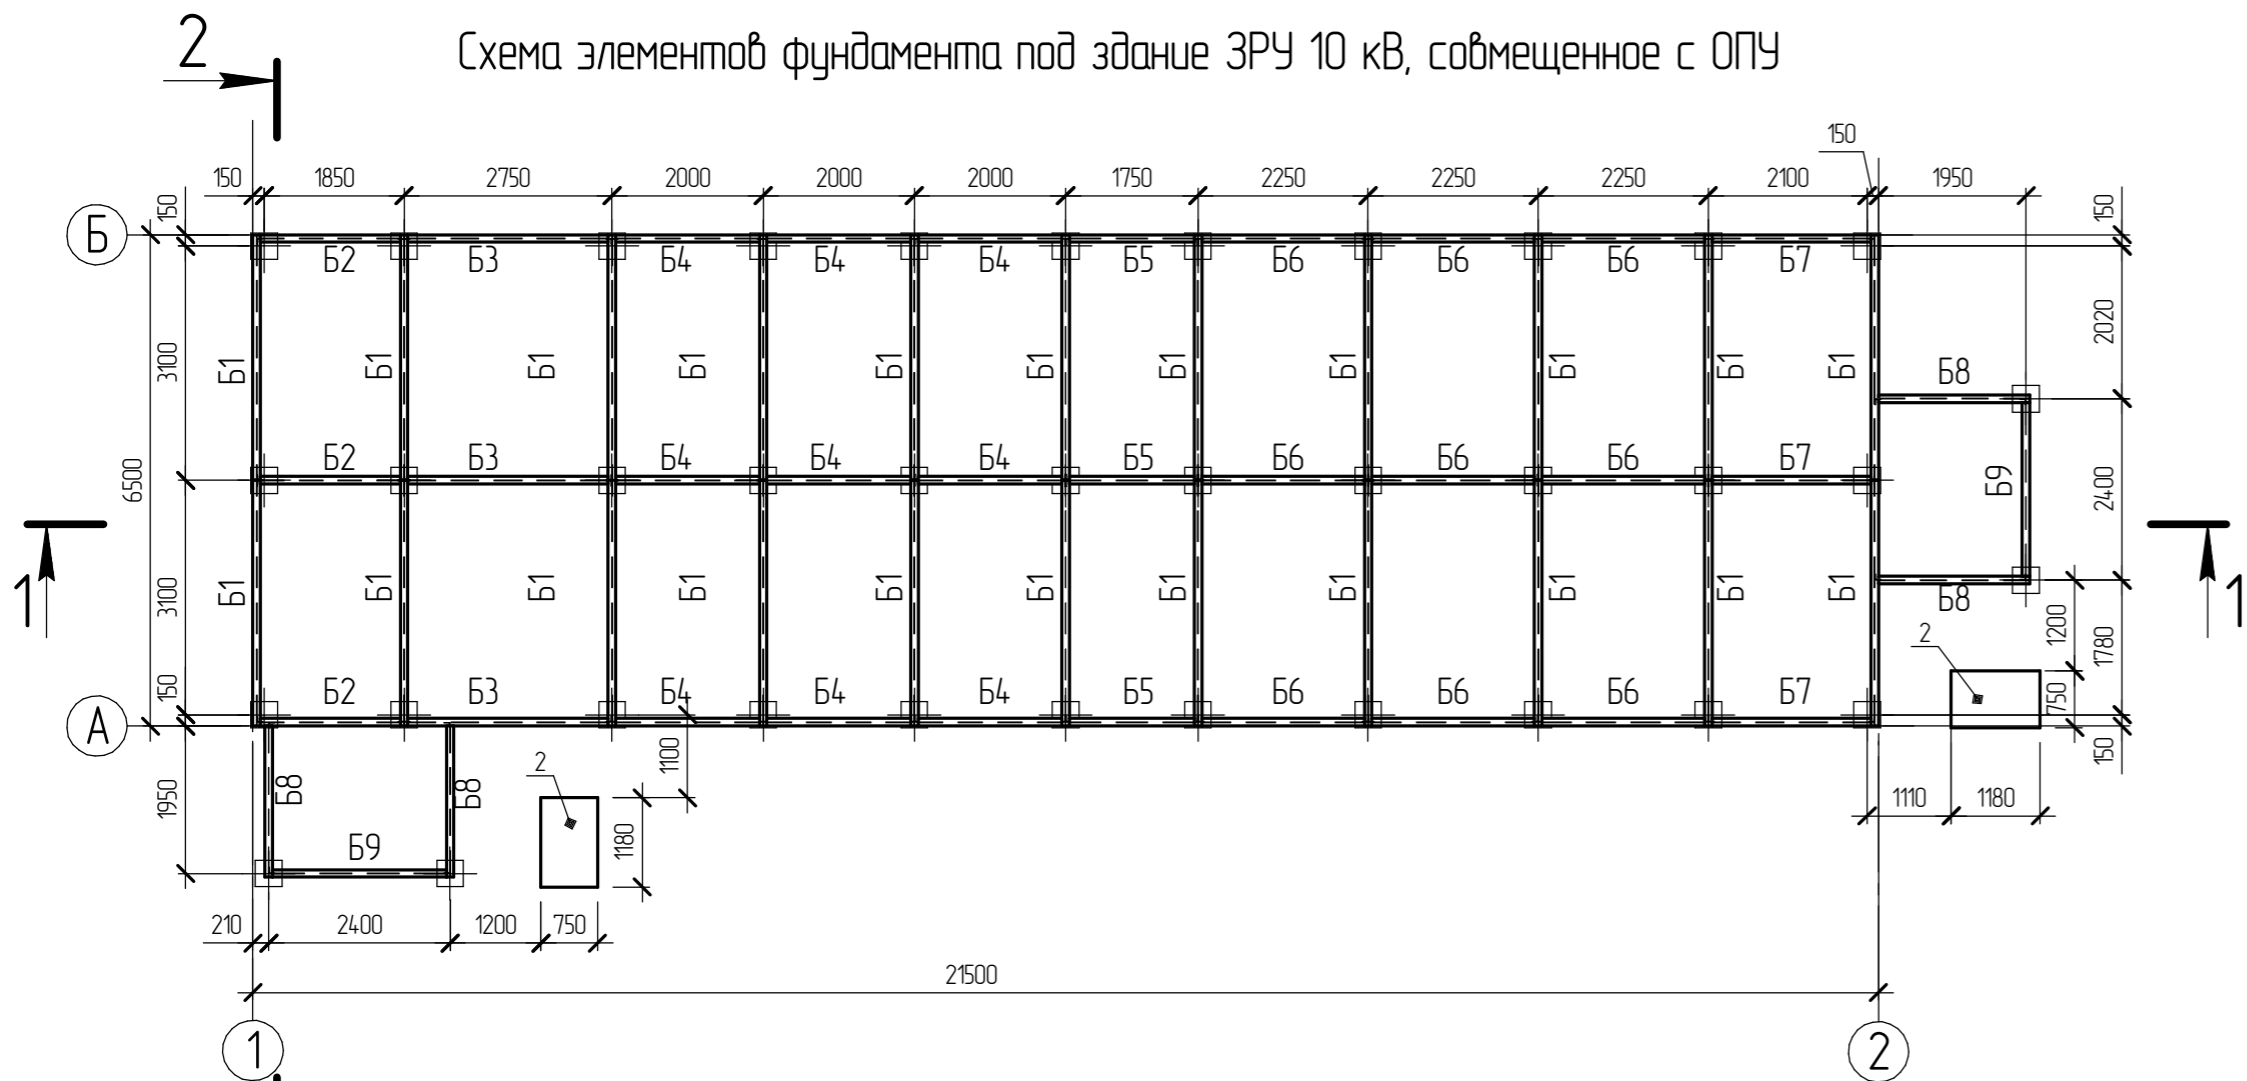 2
Схема элементов фундамента под здание ЗРУ 10 кВ, совмещенное с ОПУ
150
150 1850 2750 2000 2000 2000 1750 2250 2250 2250 2100 1950
150 150
Б
Б2 Б3 Б4 Б4 Б4 Б5 Б6 Б6 Б6 Б7
2020
3100
Б1 Б1 Б1 Б1 Б1 Б1 Б1 Б1 Б1 Б1 Б1
Б8
Б2 Б3 Б4 Б4 Б4 Б5 Б6 Б6 Б6 Б7
6500
Б9
2400
1 1
3100
Б1 Б1 Б1 Б1 Б1 Б1 Б1 Б1 Б1 Б1 Б1
Б8
1200
2
1780
150
Б2 Б3 Б4 Б4 Б4 Б5 Б6 Б6 Б6 Б7
750
А
1100
150
2
1950
Б8 Б8
1110 1180
1180
Б9
210 2400 1200 750
21500
1 2